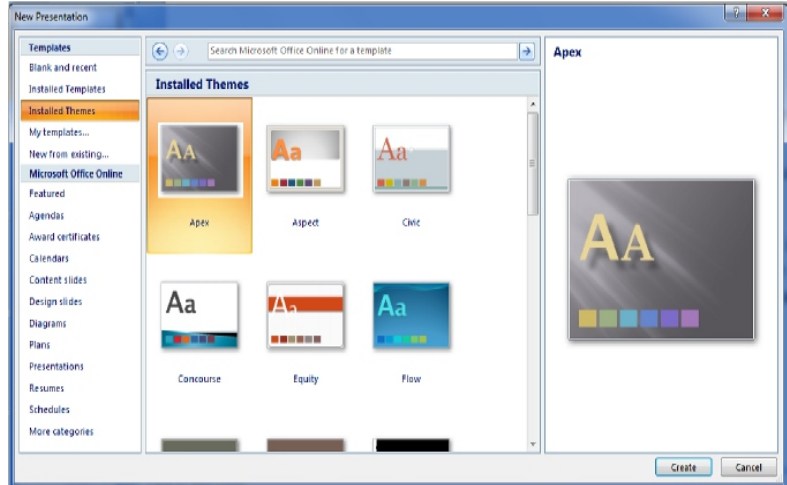 New Presentation
Templates
Blank and recent
Installed Templates
Installed Themes
My templates...
New from existing...
Microsoft Office Online
Featured
Agendas
Award certificates
Calendars
Content slides
Design slides
Diagrams
Plans
Presentations
Resumes
Schedules
More categories
Search Microsoft Office Online for a template
Installed Themes
AA
Apex
Aa
Aspect
Aa
Civic
Aa
Concourse
Aa
Equity
Aa
Flow
Apex
AA
Create
Cancel